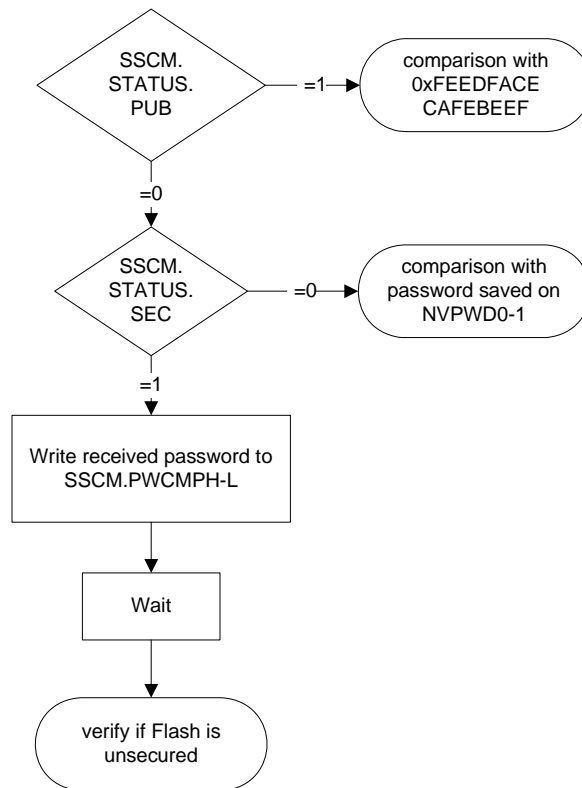 SSCM.
STATUS.
PUB
=1
comparison with
0xFEEDFACE
CAFEBEEF
=0
SSCM.
STATUS.
SEC
=0
comparison with
password saved on
NVPWD0-1
=1
Write received password to
SSCM.PWCMPH-L
Wait
verify if Flash is
unsecured